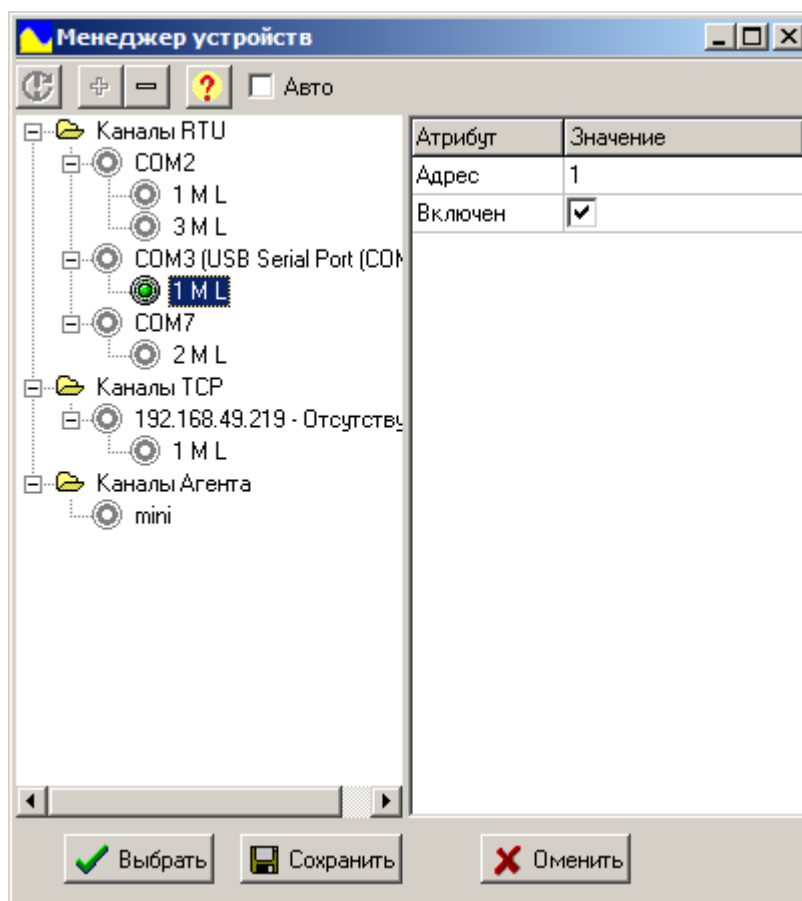 Менеджер устройств
Авто
Каналы RTU
COM2
1 M L
3 M L
COM3 (USB Serial Port (COM
1 M L
COM7
2 M L
Каналы TCP
192.168.49.219 - Отсутству
1 M L
Каналы Агента
mini
Атрибут Значение
Адрес 1
Включен
Выбрать Сохранить Оменить